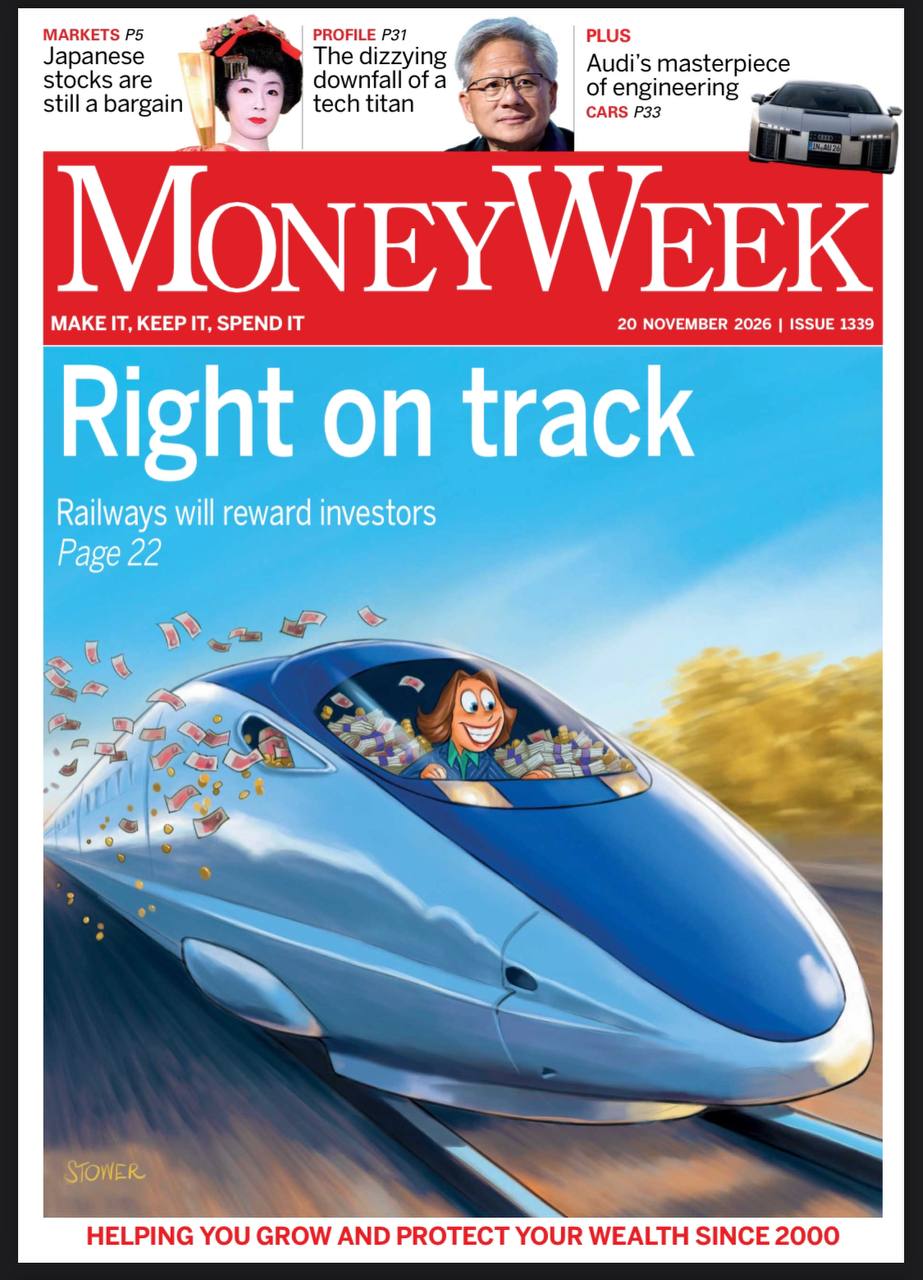 MARKETS P5
Japanese
stocks are
still a bargain
PROFILE P31
The dizzying
downfall of a
tech titan
PLUS
Audi's masterpiece
of engineering
CARS P33
IN·AU26
MONEYWEEK
MAKE IT, KEEP IT, SPEND IT
20 NOVEMBER 2026 | ISSUE 1339
Right on track
Railways will reward investors
Page 22
STOWER
HELPING YOU GROW AND PROTECT YOUR WEALTH SINCE 2000